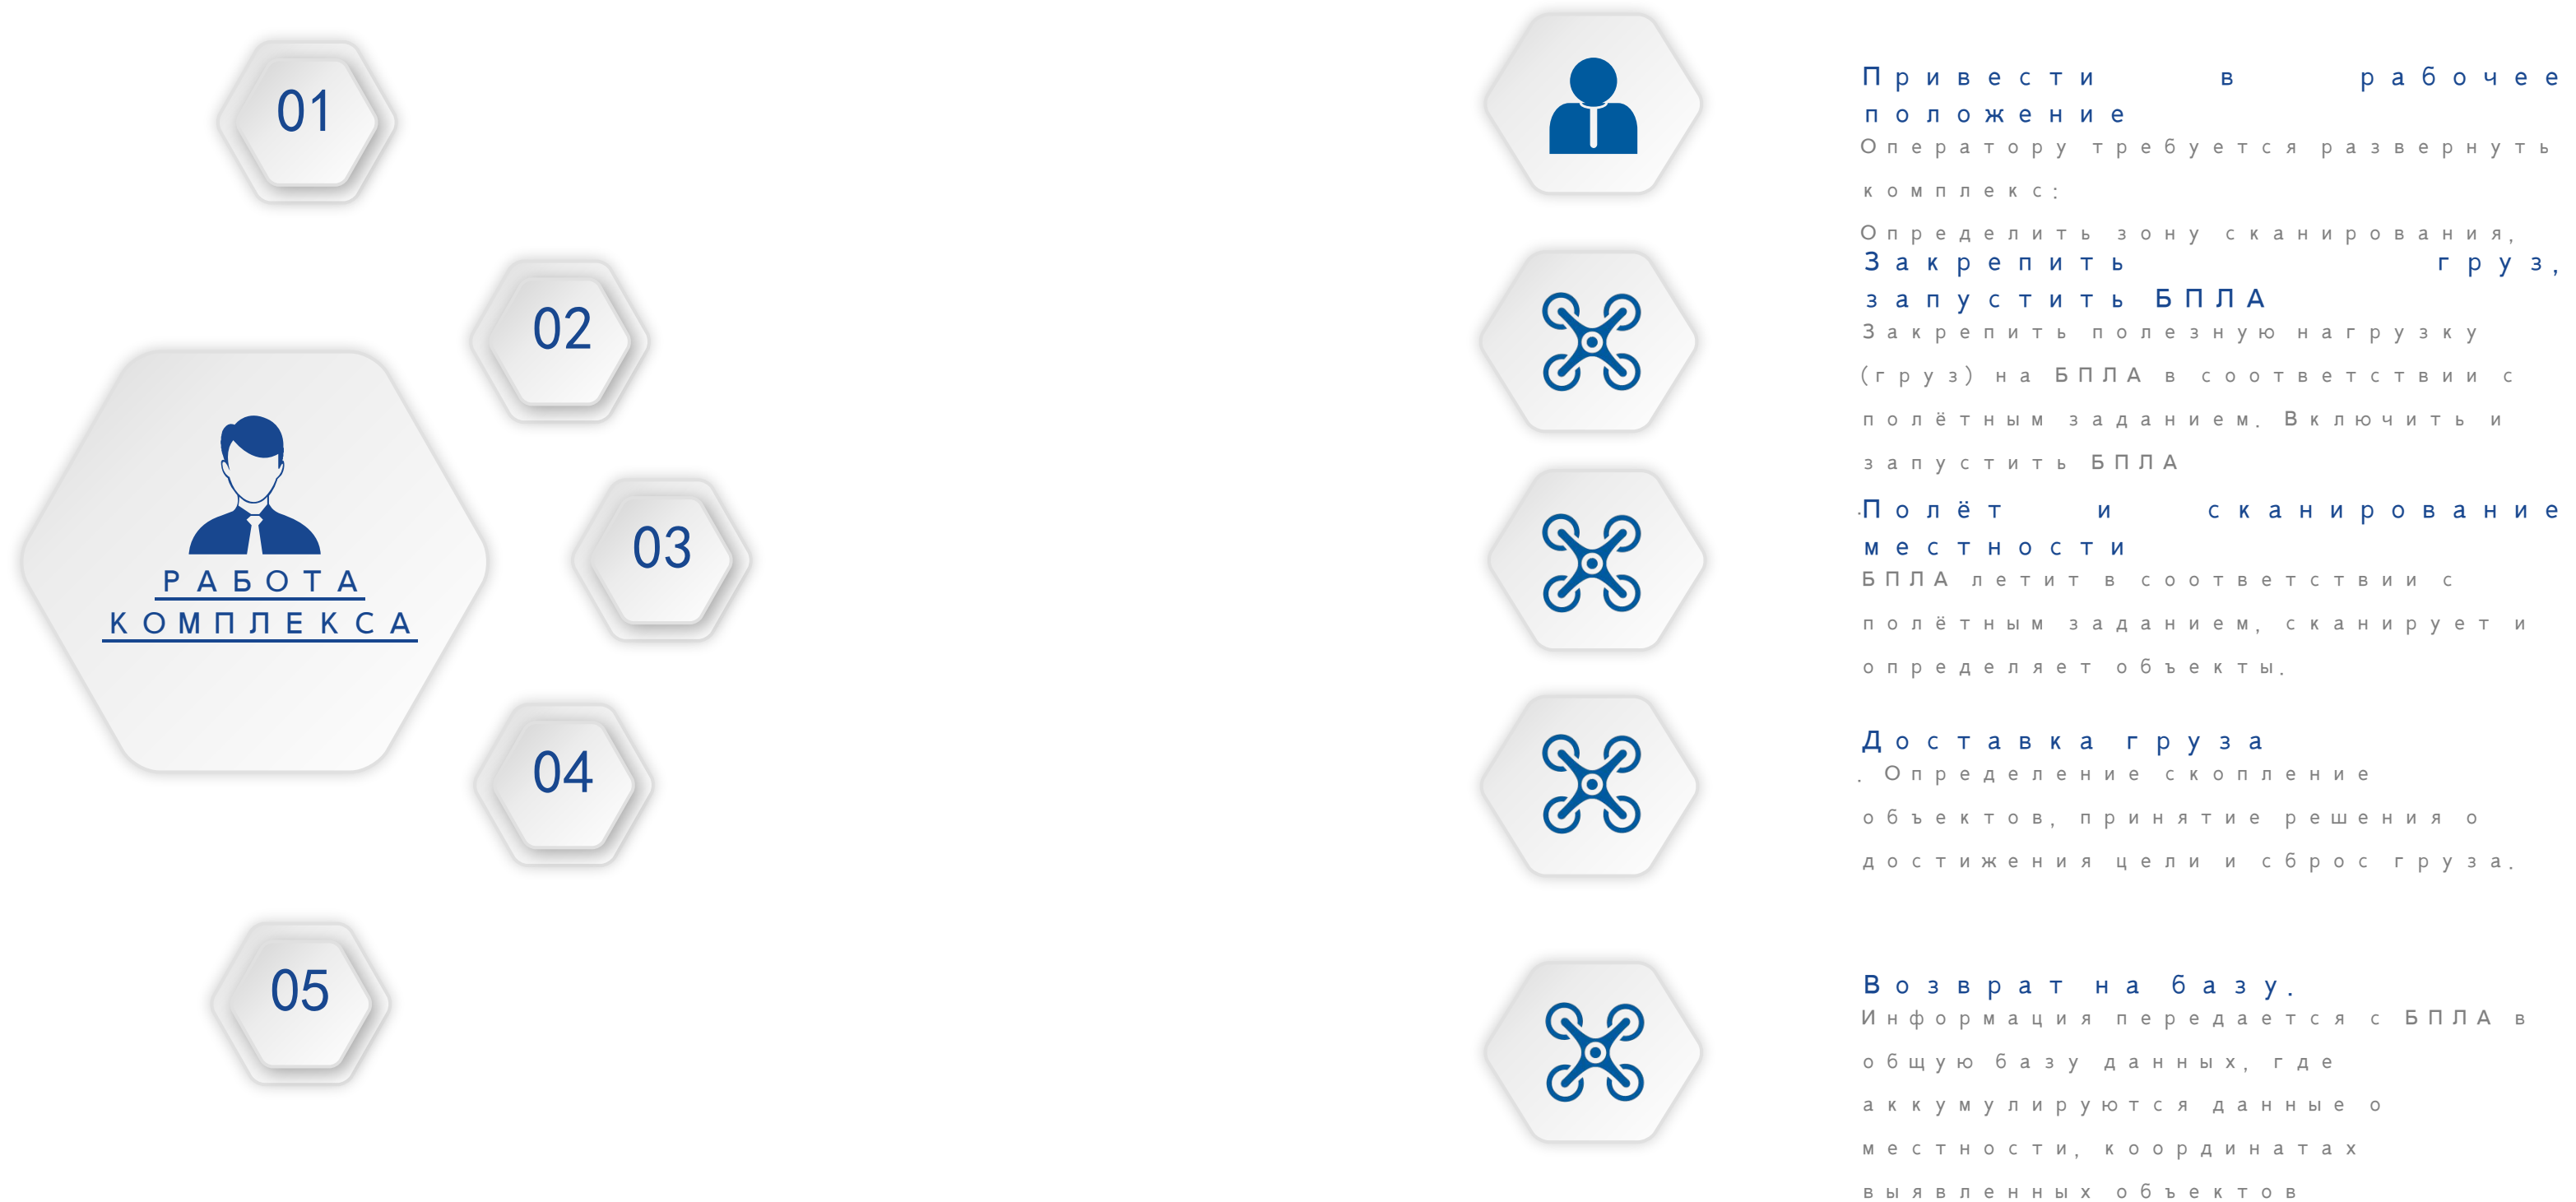 01
02
03
04
05
РАБОТА
КОМПЛЕКСА
Привести в рабочее
положение
Оператору требуется развернуть
комплекс:
Определить зону сканирования,
Закрепить груз,
запустить БПЛА
Закрепить полезную нагрузку
(груз) на БПЛА в соответствии с
полётным заданием. Включить и
запустить БПЛА
.Полёт и сканирование
местности
БПЛА летит в соответствии с
полётным заданием, сканирует и
определяет объекты.
Доставка груза
. Определение скопление
объектов, принятие решения о
достижения цели и сброс груза.
Возврат на базу.
Информация передается с БПЛА в
общую базу данных, где
аккумулируются данные о
местности, координатах
выявленных объектов